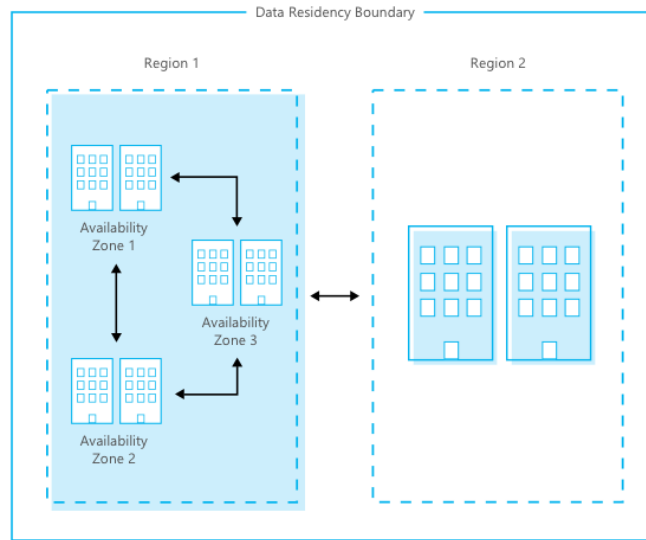 Data Residency Boundary
Region 1
Region 2
Availability
Zone 1
Availability
Zone 3
Availability
Zone 2